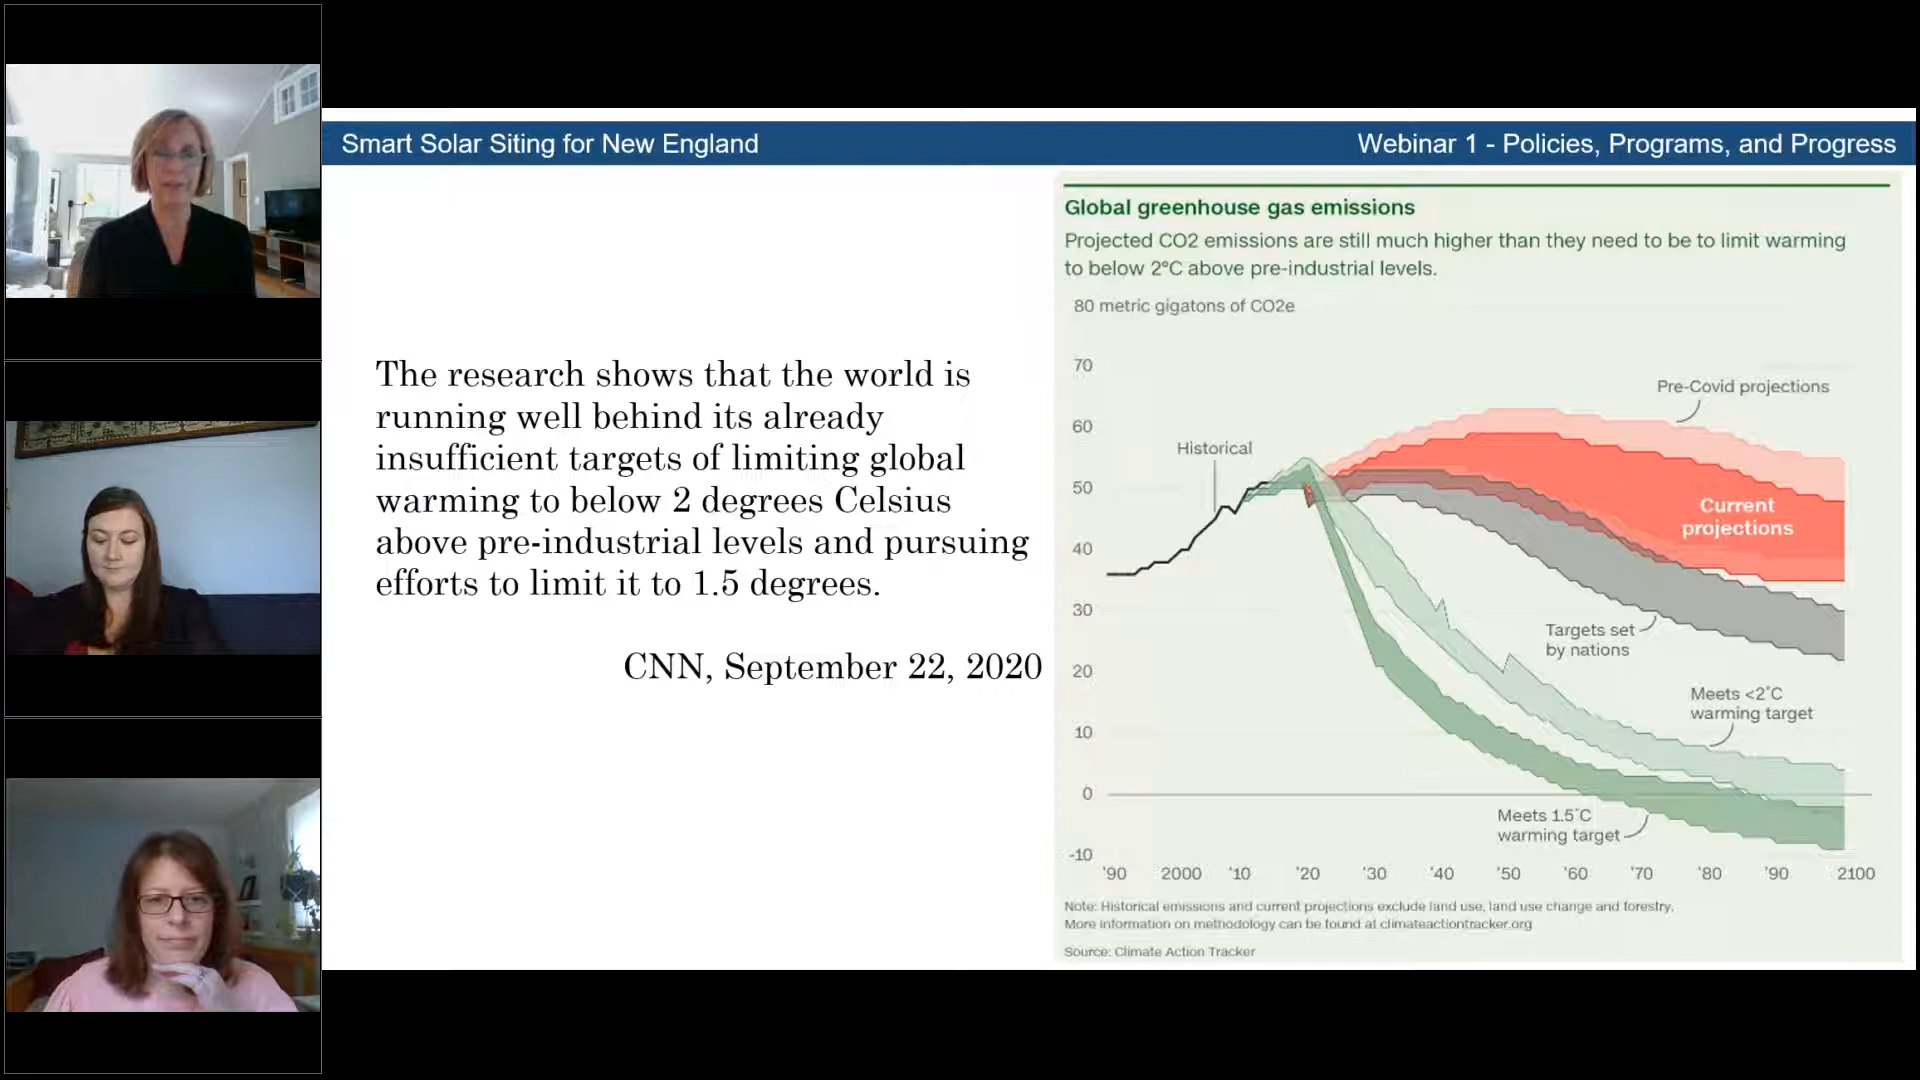 Smart Solar Siting for New England
Webinar 1 - Policies, Programs, and Progress
The research shows that the world is
running well behind its already
insufficient targets of limiting global
warming to below 2 degrees Celsius
above pre-industrial levels and pursuing
efforts to limit it to 1.5 degrees.
CNN, September 22, 2020
Global greenhouse gas emissions
Projected CO2 emissions are still much higher than they need to be to limit warming
to below 2°C above pre-industrial levels.
80 metric gigatons of CO2e
70
60
50
40
30
20
10
0
-10
Pre-Covid projections
Historical
Current
projections
Targets set
by nations
Meets <2°C
warming target
Meets 1.5°C
warming target
'90 2000 '10 '20 '30 '40 '50 '60 '70 '80 '90 2100
Note: Historical emissions and current projections exclude land use, land use change and forestry.
More information on methodology can be found at climateactiontracker.org
Source: Climate Action Tracker